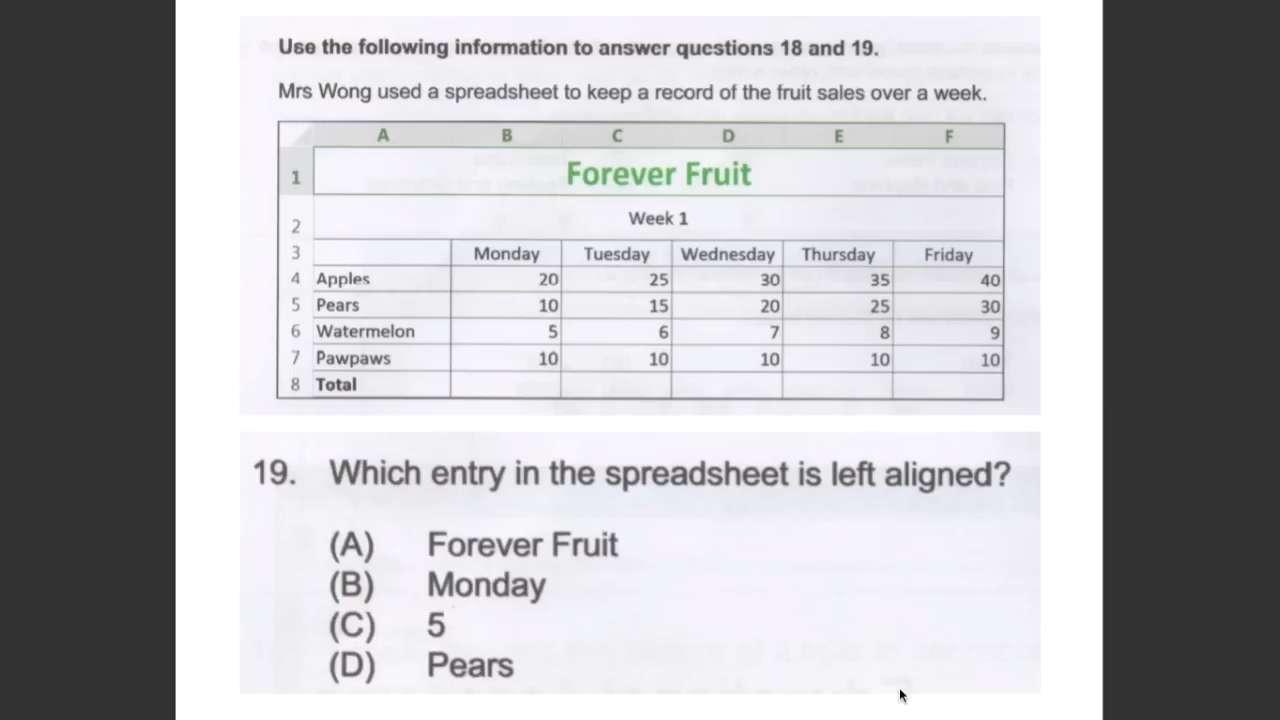 Use the following information to answer questions 18 and 19.
Mrs Wong used a spreadsheet to keep a record of the fruit sales over a week.
A B C D E F
1 Forever Fruit
2 Week 1
3 Monday Tuesday Wednesday Thursday Friday
4 Apples 20 25 30 35 40
5 Pears 10 15 20 25 30
6 Watermelon 5 6 7 8 9
7 Pawpaws 10 10 10 10 10
8 Total
19. Which entry in the spreadsheet is left aligned?
(A) Forever Fruit
(B) Monday
(C) 5
(D) Pears